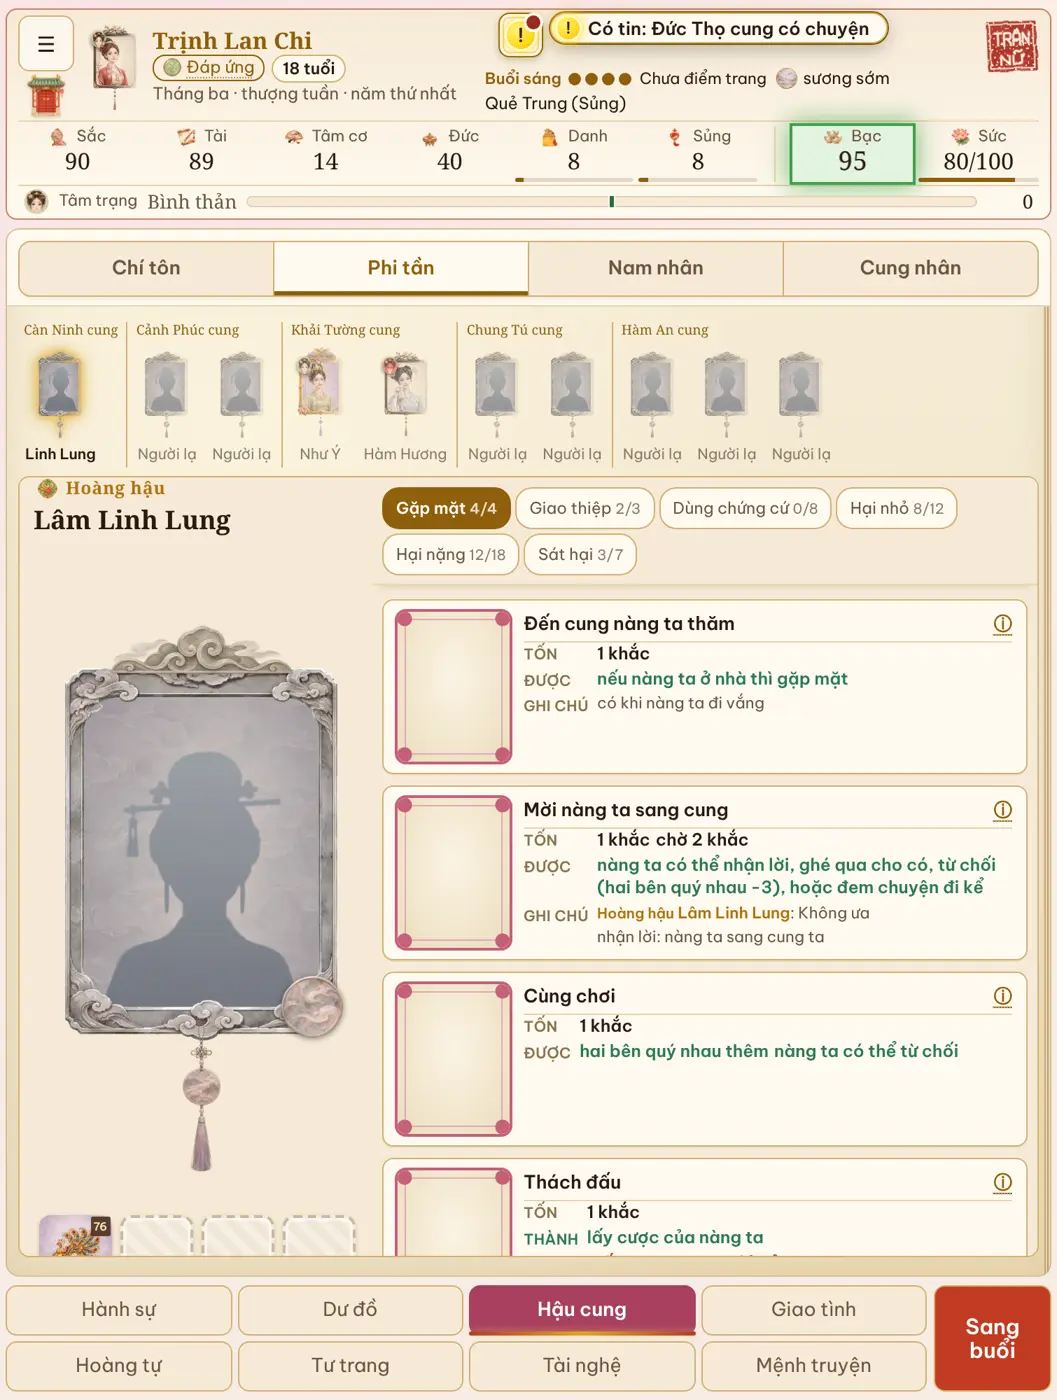 ☰
Trịnh Lan Chi
Đáp ứng
18 tuổi
Tháng ba · thượng tuần · năm thứ nhất
!
! Có tin: Đức Thọ cung có chuyện
Buổi sáng ●●●● Chưa điểm trang sương sớm
Quẻ Trung (Sủng)
TRÂN NỮ
Sắc
90
Tài
89
Tâm cơ
14
Đức
40
Danh
8
Sủng
8
Bạc
95
Sức
80/100
Tâm trạng Bình thản 0
Chí tôn
Phi tần
Nam nhân
Cung nhân
Càn Ninh cung
Cảnh Phúc cung
Khải Tường cung
Chung Tú cung
Hàm An cung
Linh Lung
Người lạ
Người lạ
Như Ý
Hàm Hương
Người lạ
Người lạ
Người lạ
Người lạ
Người lạ
Hoàng hậu
Lâm Linh Lung
76
Gặp mặt 4/4
Giao thiệp 2/3
Dùng chứng cứ 0/8
Hại nhỏ 8/12
Hại nặng 12/18
Sát hại 3/7
Đến cung nàng ta thăm ⓘ
TỐN 1 khắc
ĐƯỢC nếu nàng ta ở nhà thì gặp mặt
GHI CHÚ có khi nàng ta đi vắng
Mời nàng ta sang cung ⓘ
TỐN 1 khắc chờ 2 khắc
ĐƯỢC nàng ta có thể nhận lời, ghé qua cho có, từ chối
(hai bên quý nhau -3), hoặc đem chuyện đi kể
GHI CHÚ Hoàng hậu Lâm Linh Lung: Không ưa
nhận lời: nàng ta sang cung ta
Cùng chơi ⓘ
TỐN 1 khắc
ĐƯỢC hai bên quý nhau thêm nàng ta có thể từ chối
Thách đấu ⓘ
TỐN 1 khắc
THÀNH lấy cược của nàng ta
Hành sự
Dư đồ
Hậu cung
Giao tình
Hoàng tự
Tư trang
Tài nghệ
Mệnh truyện
Sang
buổi